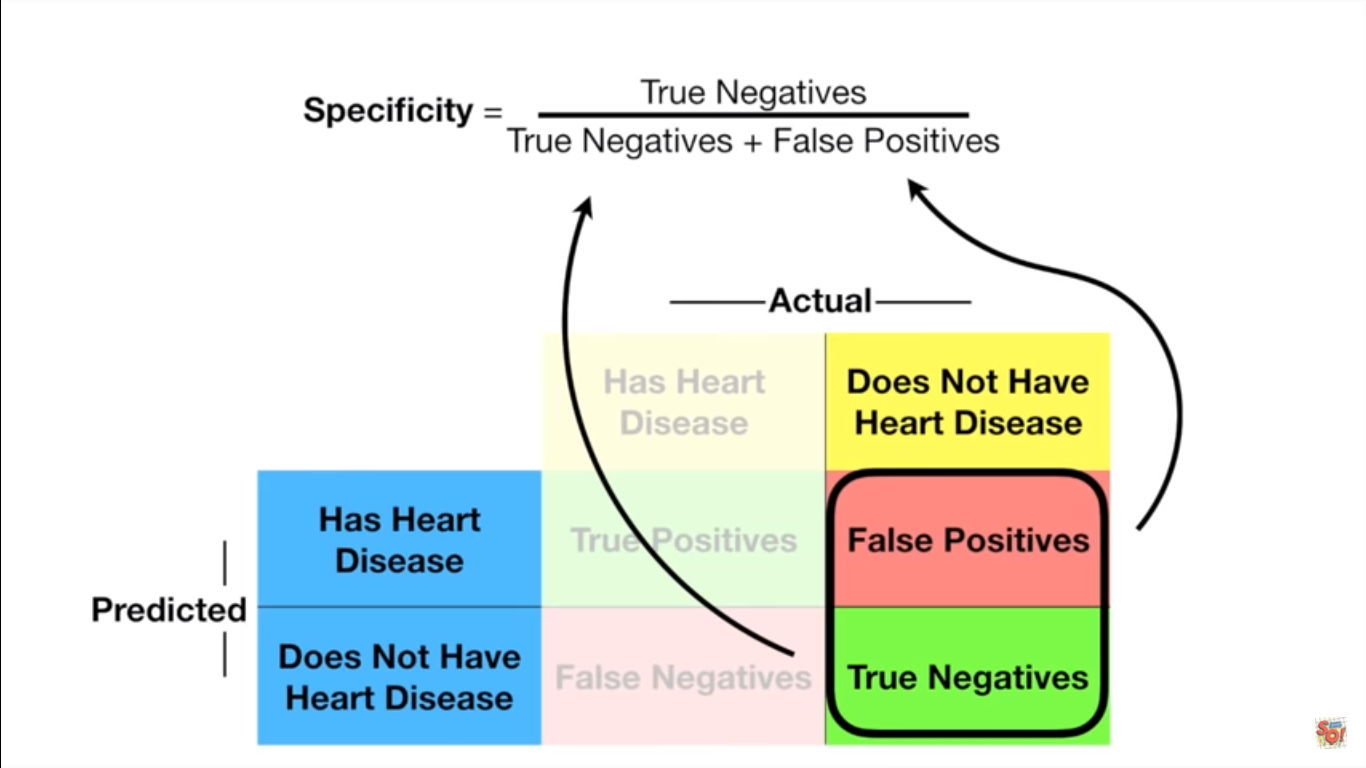 True Negatives
Specificity =
True Negatives + False Positives
Actual
Has Heart
Disease
Does Not Have
Heart Disease
Has Heart
Disease
True Positives
False Positives
Predicted
Does Not Have
Heart Disease
False Negatives
True Negatives
SQ!